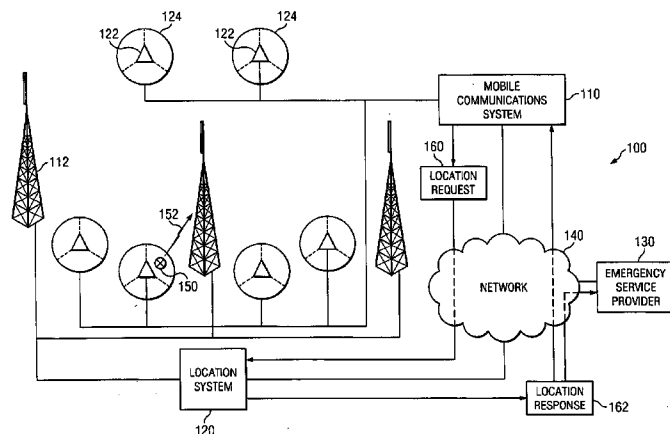 124
124
122
122
MOBILE
COMMUNICATIONS
SYSTEM
110
112
160
100
LOCATION
REQUEST
152
140
130
150
NETWORK
EMERGENCY
SERVICE
PROVIDER
LOCATION
SYSTEM
LOCATION
RESPONSE
162
120